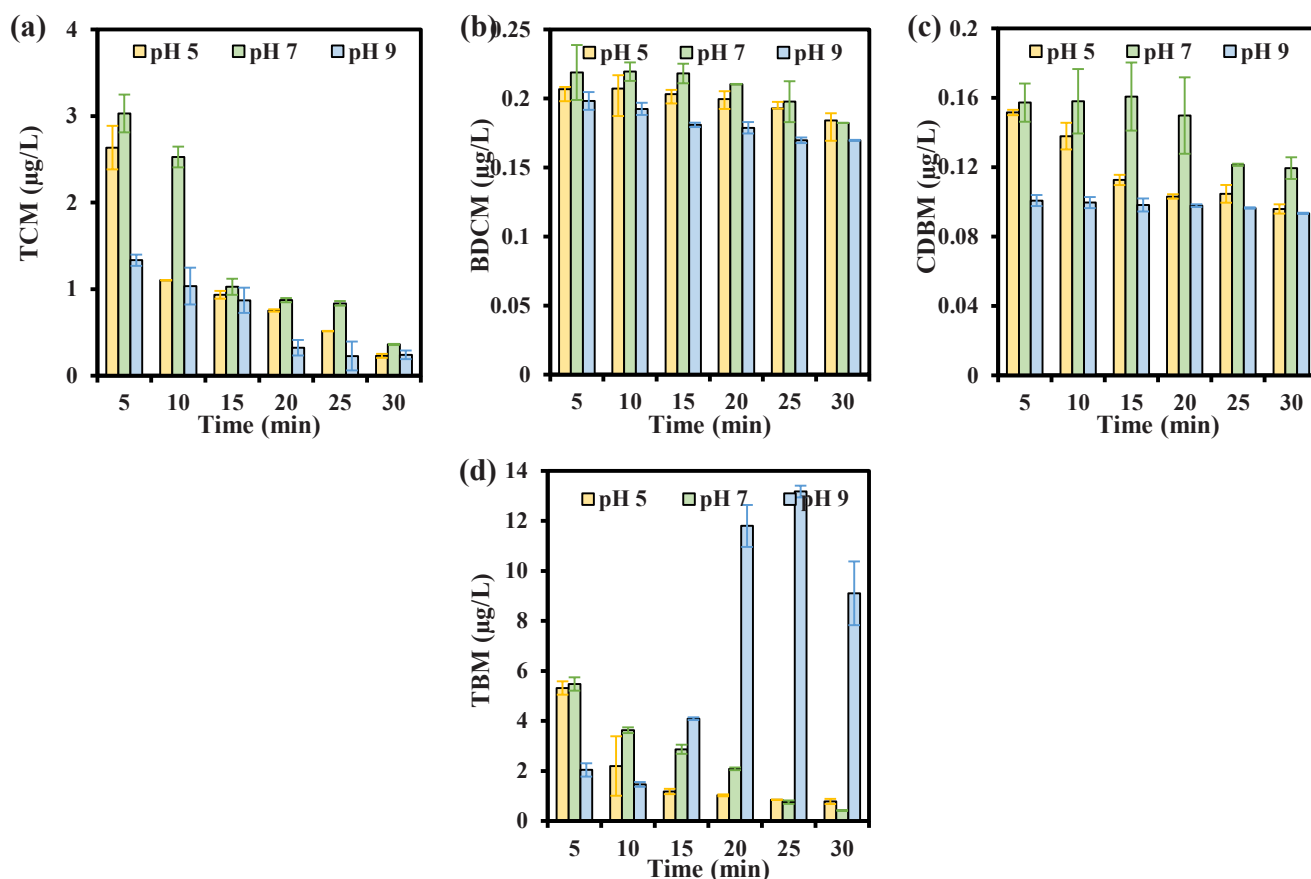 (a)
pH 5 pH 7 pH 9
TCM (µg/L)
4
3
2
1
0
5 10 15 20 25 30
Time (min)
(b)
pH 5 pH 7 pH 9
BDCM (µg/L)
0.25
0.2
0.15
0.1
0.05
0
5 10 15 20 25 30
Time (min)
(c)
pH 5 pH 7 pH 9
CDBM (µg/L)
0.2
0.16
0.12
0.08
0.04
0
5 10 15 20 25 30
Time (min)
(d)
pH 5 pH 7 pH 9
TBM (µg/L)
14
12
10
8
6
4
2
0
5 10 15 20 25 30
Time (min)